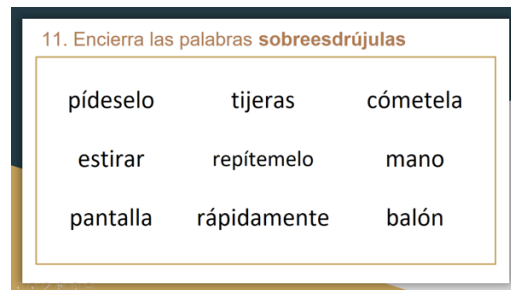 11. Encierra las palabras sobreesdrújulas
pídeselo tijeras cómetela
estirar repítemelo mano
pantalla rápidamente balón